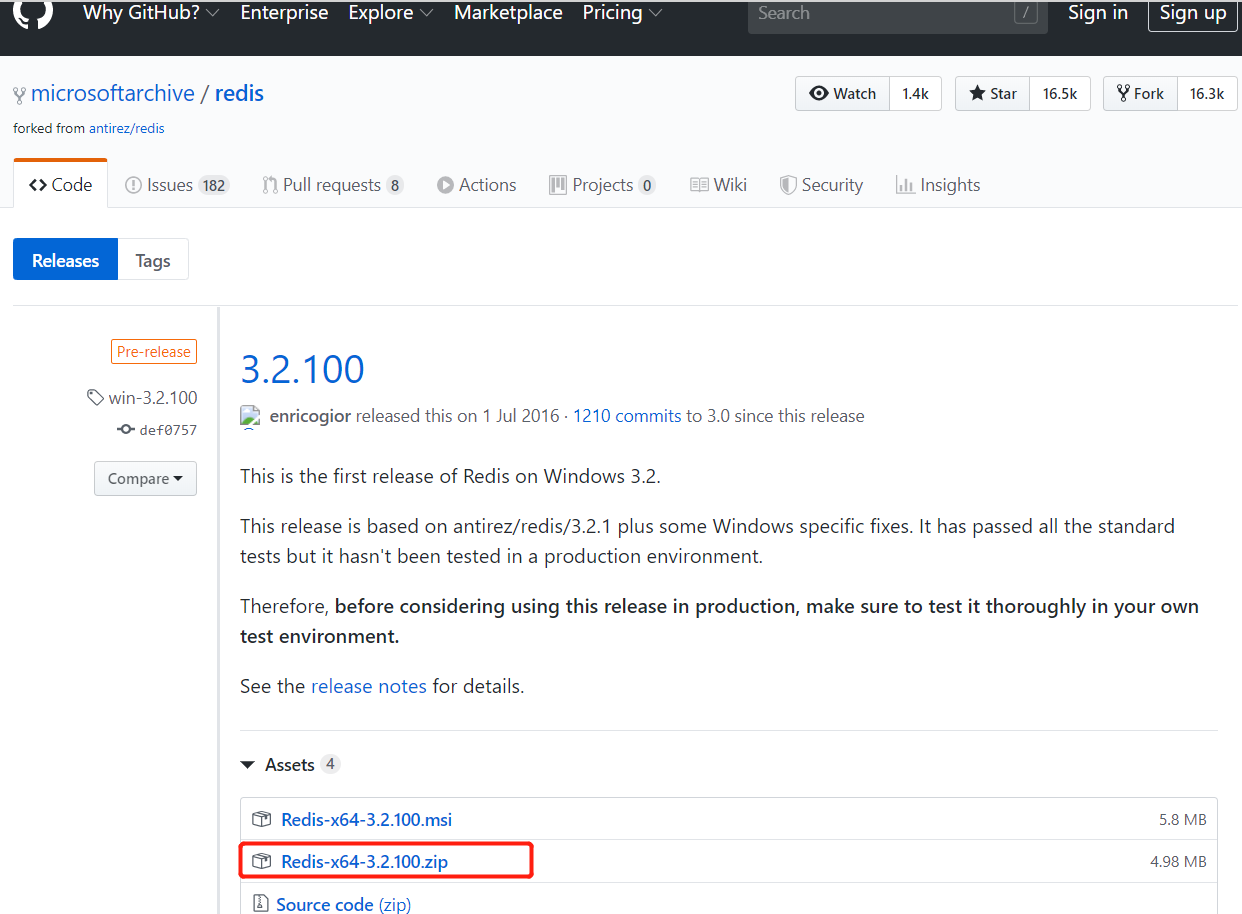 Why GitHub? Enterprise Explore Marketplace Pricing Search / Sign in Sign up
microsoftarchive / redis Watch 1.4k Star 16.5k Fork 16.3k
forked from antirez/redis
Code Issues 182 Pull requests 8 Actions Projects 0 Wiki Security Insights
Releases Tags
Pre-release
win-3.2.100
def0757
Compare
3.2.100
enricogior released this on 1 Jul 2016 · 1210 commits to 3.0 since this release
This is the first release of Redis on Windows 3.2.
This release is based on antirez/redis/3.2.1 plus some Windows specific fixes. It has passed all the standard
tests but it hasn't been tested in a production environment.
Therefore, before considering using this release in production, make sure to test it thoroughly in your own
test environment.
See the release notes for details.
Assets 4
Redis-x64-3.2.100.msi 5.8 MB
Redis-x64-3.2.100.zip 4.98 MB
Source code (zip)